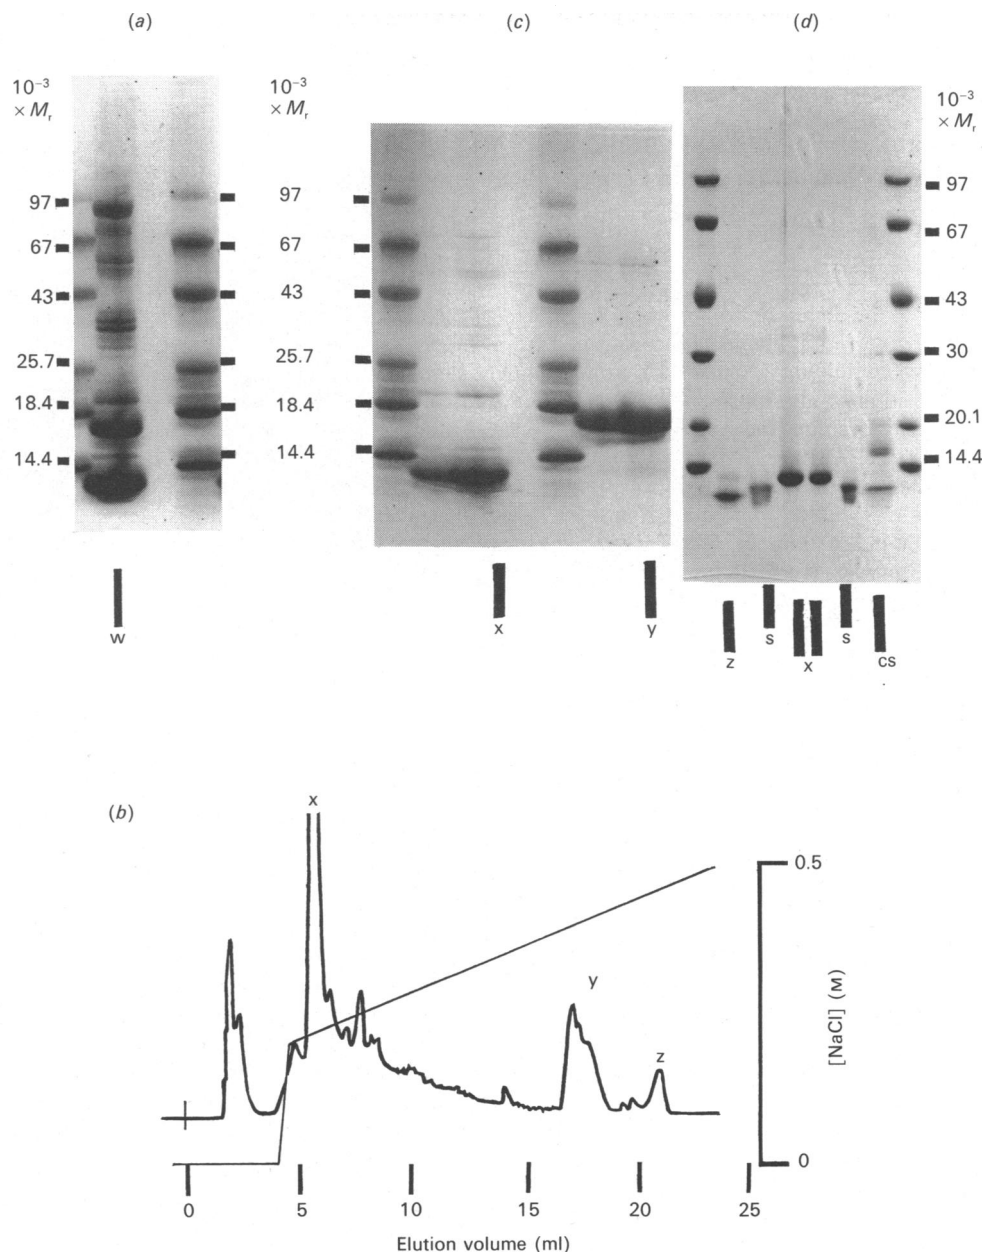 (a)
(c)
(d)
10⁻³
× Mᵣ
97
67
43
25.7
18.4
14.4
w
10⁻³
× Mᵣ
97
67
43
25.7
18.4
14.4
x
y
10⁻³
× Mᵣ
97
67
43
30
20.1
14.4
z
s
x
s
cs
(b)
x
y
z
0.5
[NaCl] (M)
0
0
5
10
15
20
25
Elution volume (ml)